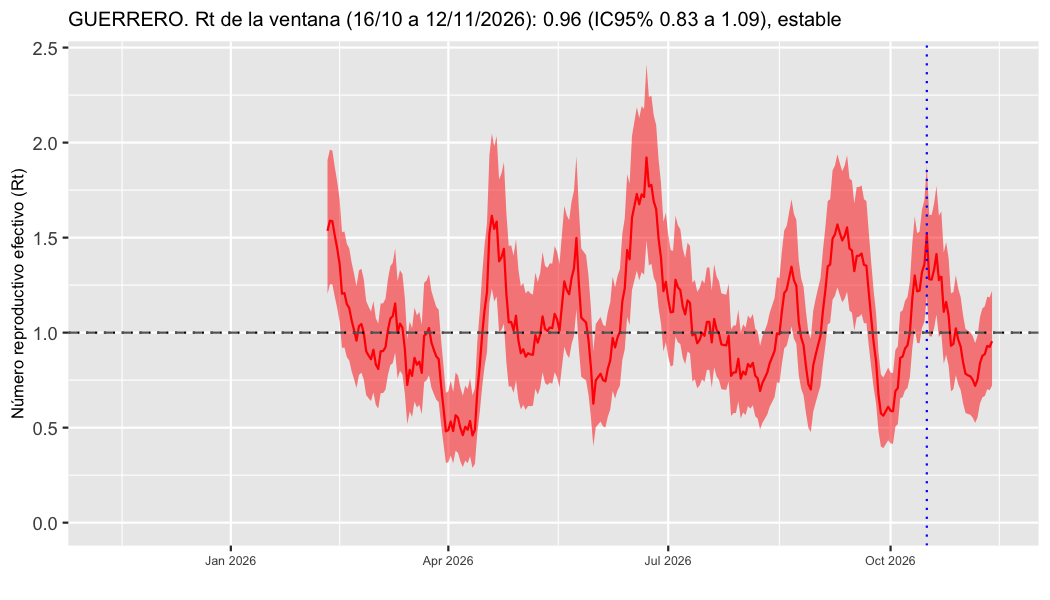 GUERRERO. Rt de la ventana (16/10 a 12/11/2026): 0.96 (IC95% 0.83 a 1.09), estable
Número reproductivo efectivo (Rt)
2.5
2.0
1.5
1.0
0.5
0.0
Jan 2026
Apr 2026
Jul 2026
Oct 2026